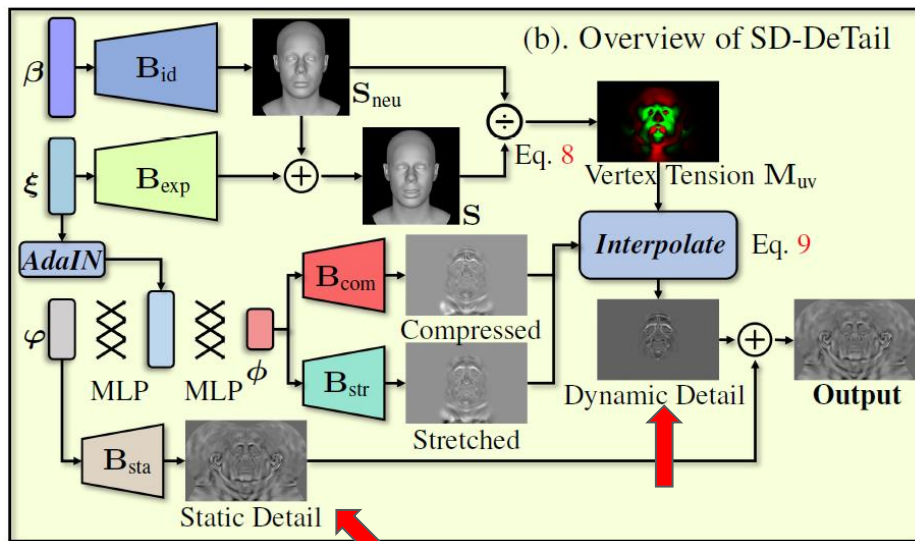 (b). Overview of SD-DeTail
β
B_id
S_neu
÷
Eq. 8
Vertex Tension M_uv
ξ
B_exp
+
S
AdaIN
Interpolate
Eq. 9
φ
MLP
MLP
ϕ
B_com
Compressed
B_str
Stretched
Dynamic Detail
+
Output
B_sta
Static Detail